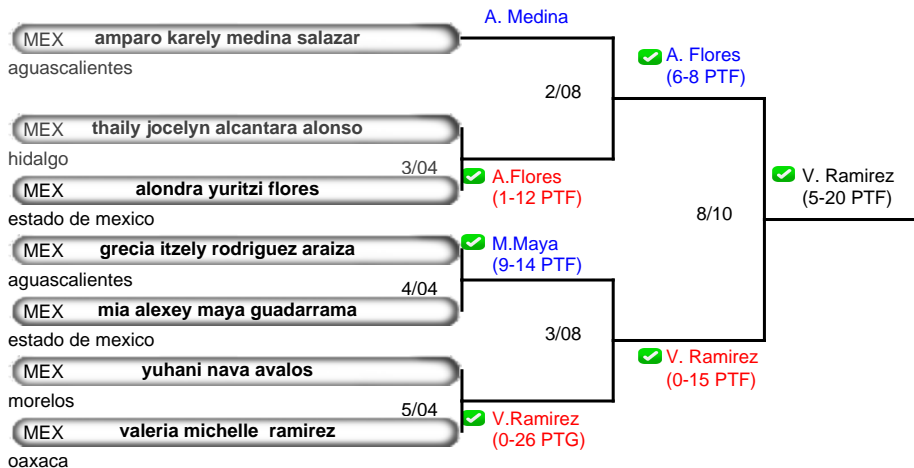 A. Medina
MEX amparo karely medina salazar
aguascalientes
A. Flores
(6-8 PTF)
2/08
MEX thaily jocelyn alcantara alonso
hidalgo
3/04
A.Flores
(1-12 PTF)
MEX alondra yuritzi flores
estado de mexico
V. Ramirez
(5-20 PTF)
8/10
MEX grecia itzely rodriguez araiza
aguascalientes
M.Maya
(9-14 PTF)
4/04
MEX mia alexey maya guadarrama
estado de mexico
3/08
V. Ramirez
(0-15 PTF)
MEX yuhani nava avalos
morelos
5/04
V.Ramirez
(0-26 PTG)
MEX valeria michelle ramirez
oaxaca